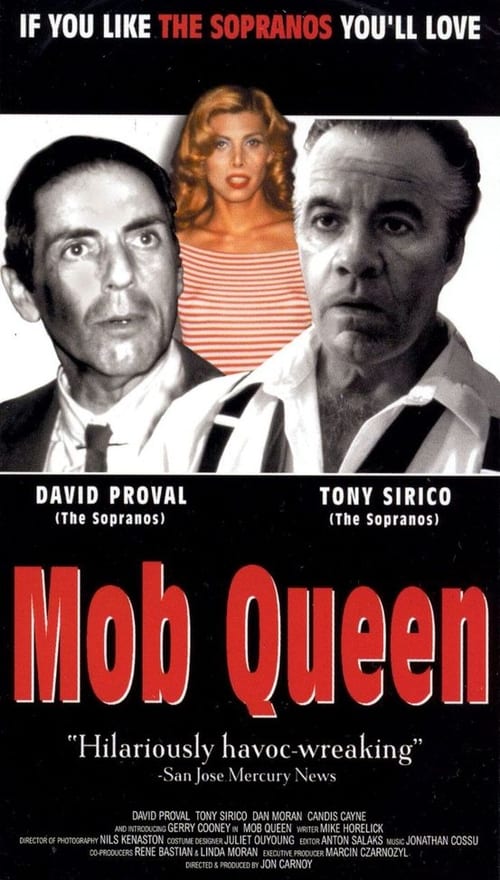 IF YOU LIKE THE SOPRANOS YOU'LL LOVE
DAVID PROVAL TONY SIRICO
(The Sopranos) (The Sopranos)
Mob Queen
"Hilariously havoc-wreaking"
-San Jose Mercury News
DAVID PROVAL TONY SIRICO DAN MORAN CANDIS CAYNE
AND INTRODUCING GERRY COONEY IN MOB QUEEN WRITER MIKE HORELICK
DIRECTOR OF PHOTOGRAPHY NILS KENASTON COSTUME DESIGNER JULIET OUYOUNG EDITOR ANTON SALAKS MUSIC JONATHAN COSSU
CO-PRODUCERS RENE BASTIAN & LINDA MORAN EXECUTIVE PRODUCER MARCIN CZARNOZYL
DIRECTED & PRODUCED BY JON CARNOY